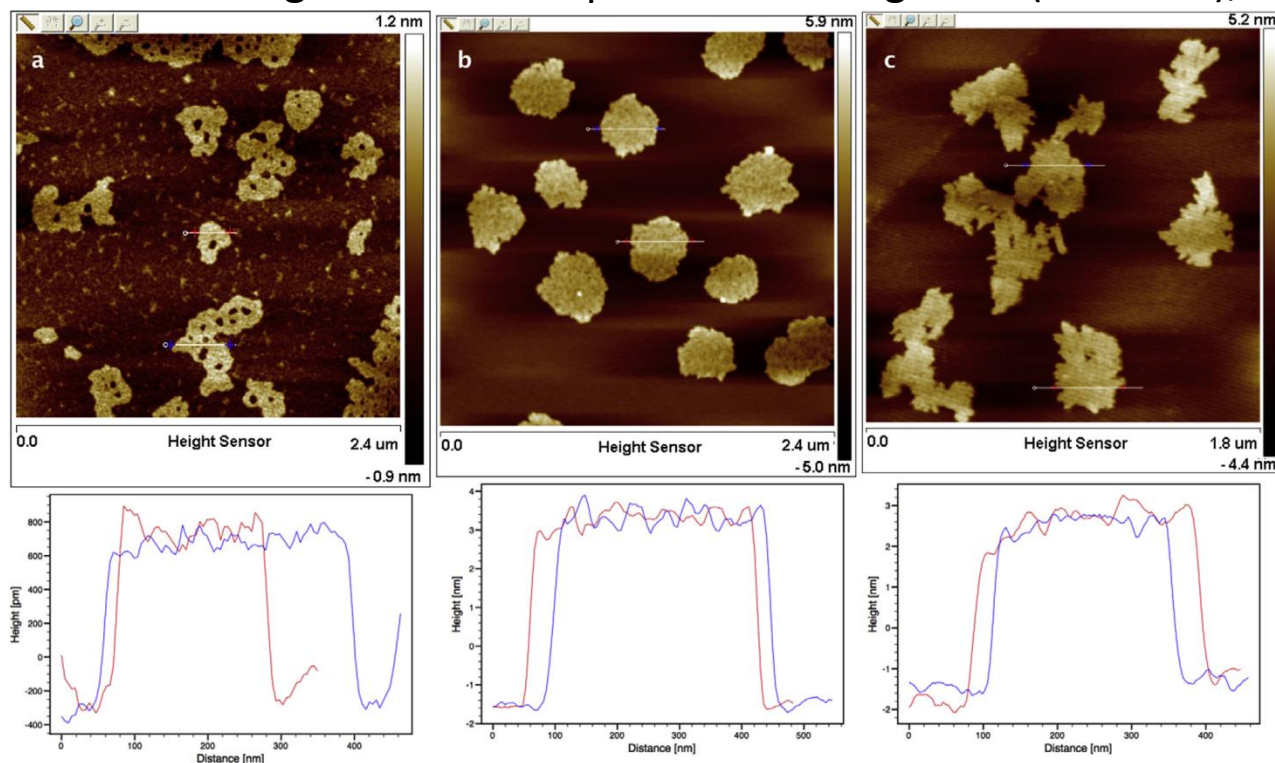 1.2 nm
a
0.0 Height Sensor 2.4 um
-0.9 nm
5.9 nm
b
0.0 Height Sensor 2.4 um
-5.0 nm
5.2 nm
c
0.0 Height Sensor 1.8 um
-4.4 nm
Height [pm]
800
600
400
200
0
-200
-400
0 100 200 300 400
Distance [nm]
Height [nm]
4
3
2
1
0
-1
-2
0 100 200 300 400 500
Distance [nm]
Height [nm]
3
2
1
0
-1
-2
0 100 200 300 400
Distance [nm]